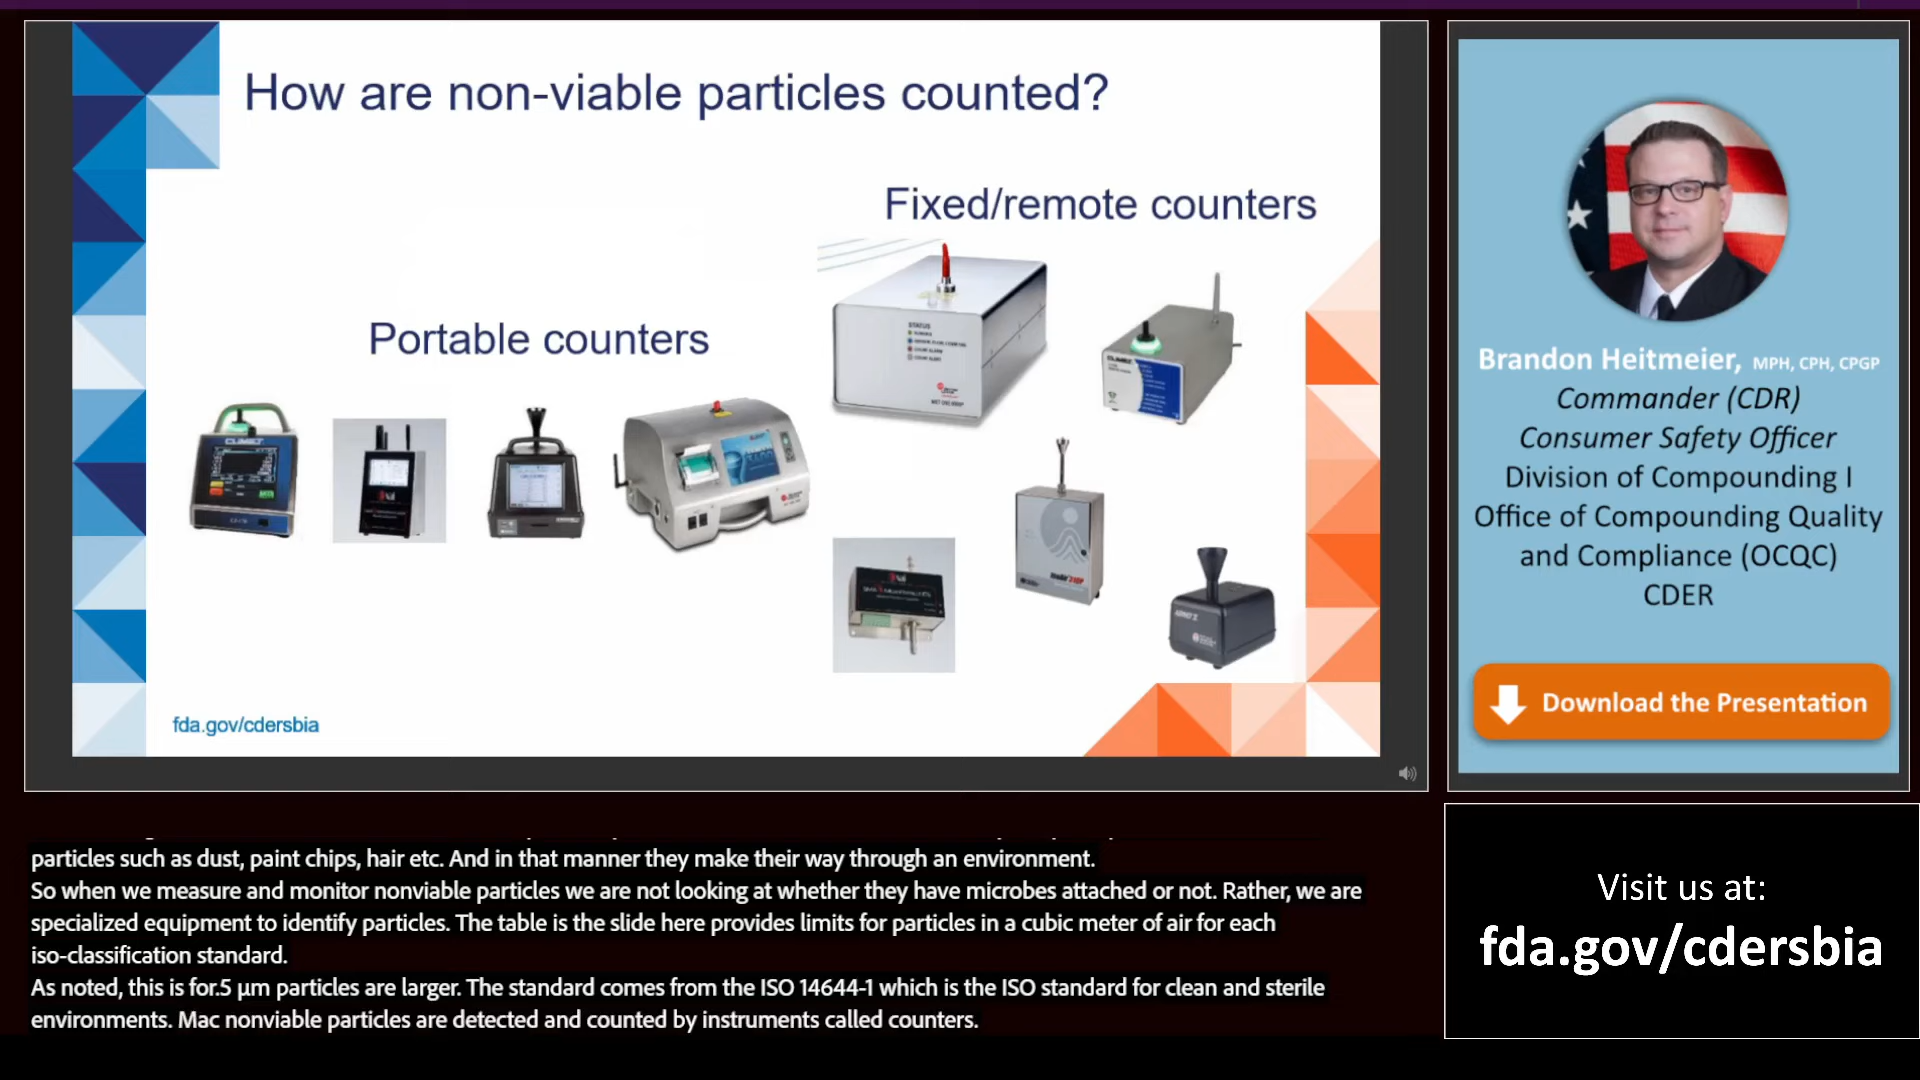 How are non-viable particles counted?
Fixed/remote counters
Portable counters
STATUS
CLIMET
fda.gov/cdersbia
Brandon Heitmeier, MPH, CPH, CPGP
Commander (CDR)
Consumer Safety Officer
Division of Compounding I
Office of Compounding Quality
and Compliance (OCQC)
CDER
Download the Presentation
particles such as dust, paint chips, hair etc. And in that manner they make their way through an environment.
So when we measure and monitor nonviable particles we are not looking at whether they have microbes attached or not. Rather, we are
specialized equipment to identify particles. The table is the slide here provides limits for particles in a cubic meter of air for each
iso-classification standard.
As noted, this is for.5 µm particles are larger. The standard comes from the ISO 14644-1 which is the ISO standard for clean and sterile
environments. Mac nonviable particles are detected and counted by instruments called counters.
Visit us at:
fda.gov/cdersbia